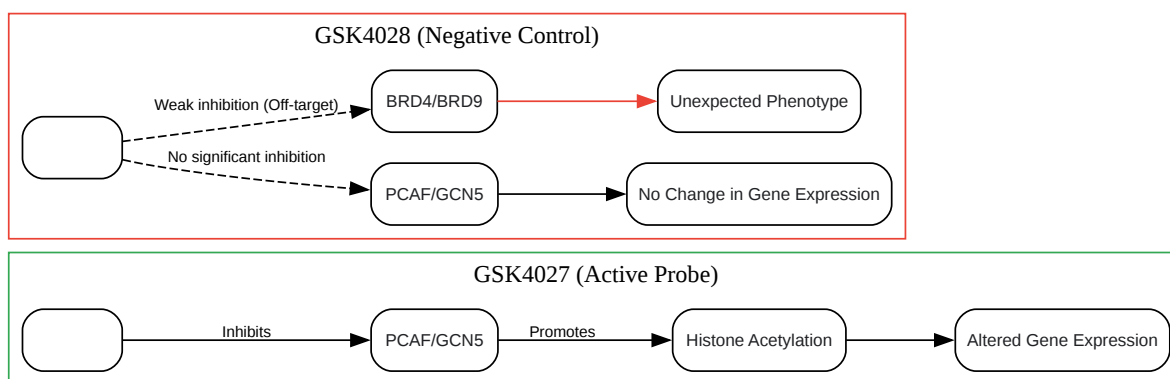 GSK4028 (Negative Control)
Weak inhibition (Off-target)
BRD4/BRD9
Unexpected Phenotype
No significant inhibition
PCAF/GCN5
No Change in Gene Expression
GSK4027 (Active Probe)
Inhibits
PCAF/GCN5
Promotes
Histone Acetylation
Altered Gene Expression